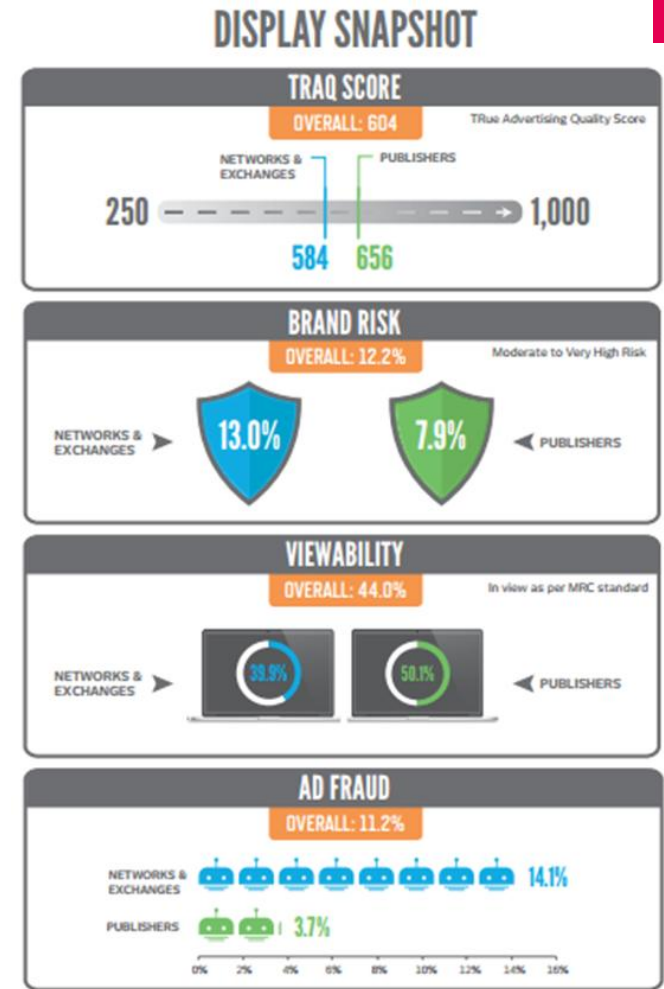 DISPLAY SNAPSHOT
TRAQ SCORE
OVERALL: 604
TRue Advertising Quality Score
NETWORKS &
EXCHANGES
PUBLISHERS
250
1,000
584
656
BRAND RISK
OVERALL: 12.2%
Moderate to Very High Risk
NETWORKS &
EXCHANGES
13.0%
7.9%
PUBLISHERS
VIEWABILITY
OVERALL: 44.0%
In view as per MRC standard
NETWORKS &
EXCHANGES
39.9%
50.1%
PUBLISHERS
AD FRAUD
OVERALL: 11.2%
NETWORKS &
EXCHANGES
14.1%
PUBLISHERS
3.7%
0% 2% 4% 6% 8% 10% 12% 14% 16%